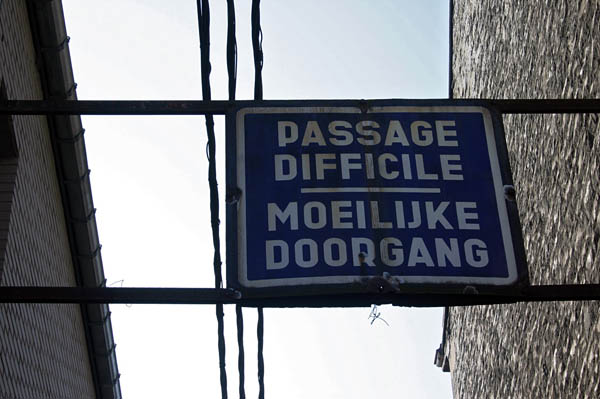 PASSAGE
DIFFICILE
MOEILIJKE
DOORGANG